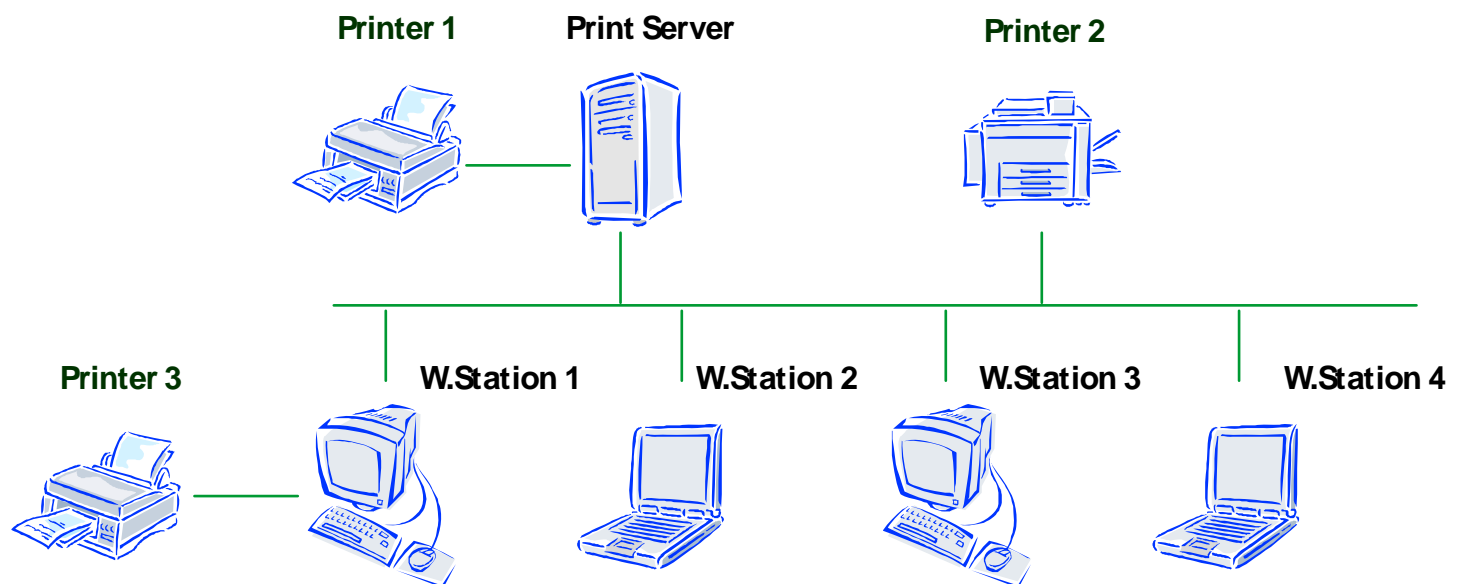 Printer 1
Print Server
Printer 2
Printer 3
W.Station 1
W.Station 2
W.Station 3
W.Station 4